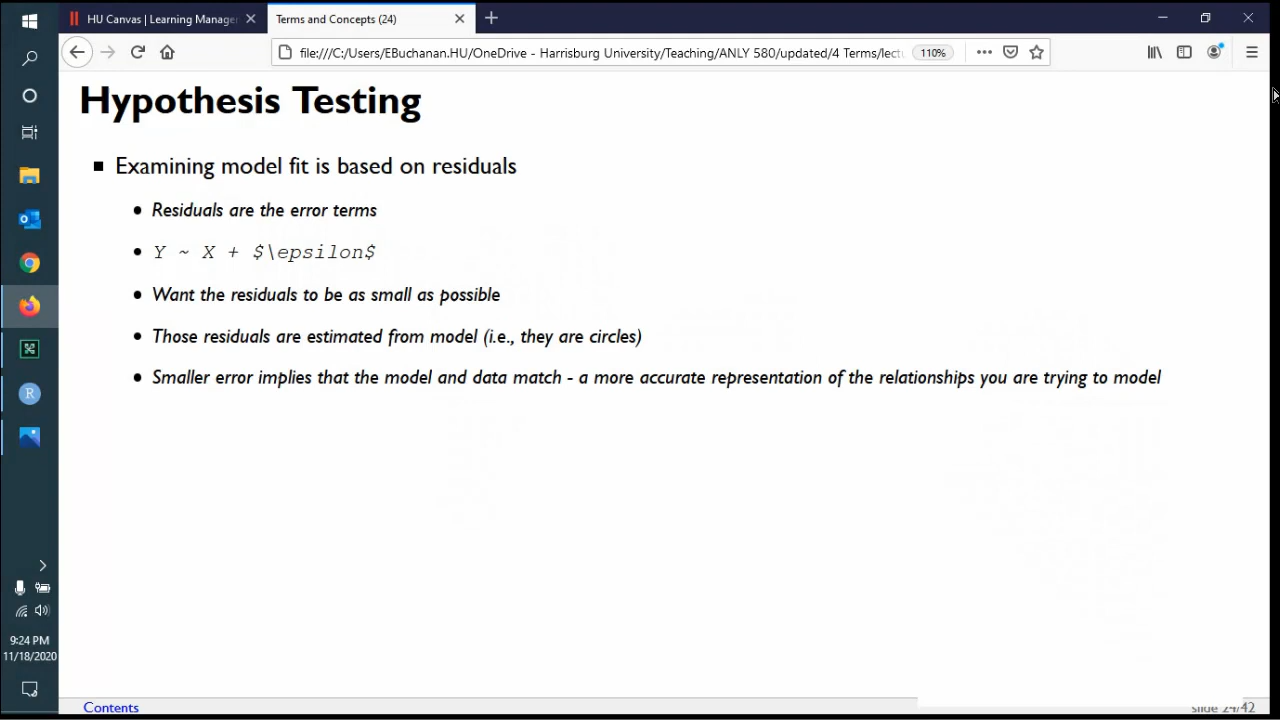 HU Canvas | Learning Manage
Terms and Concepts (24)
file:///C:/Users/EBuchanan.HU/OneDrive - Harrisburg University/Teaching/ANLY 580/updated/4 Terms/lectu
110%
Hypothesis Testing
Examining model fit is based on residuals
Residuals are the error terms
Y ~ X + $\epsilon$
Want the residuals to be as small as possible
Those residuals are estimated from model (i.e., they are circles)
Smaller error implies that the model and data match - a more accurate representation of the relationships you are trying to model
9:24 PM
11/18/2020
Contents
slide 24/42